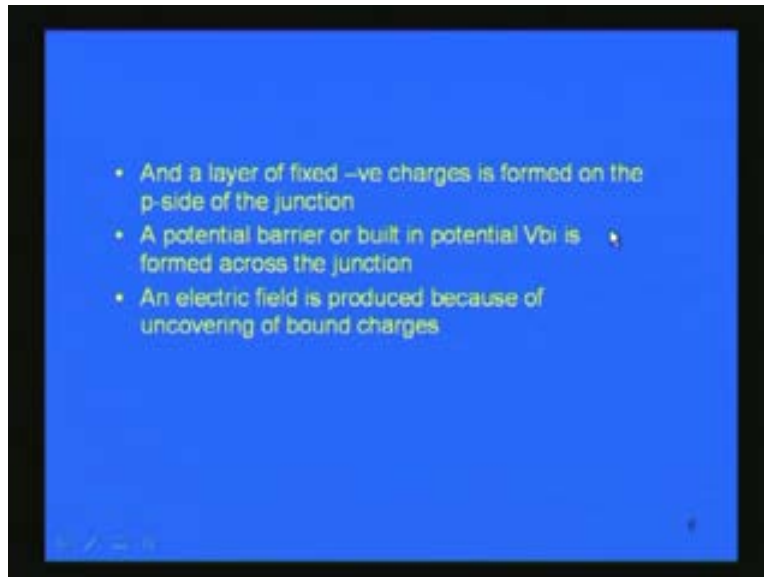 • And a layer of fixed –ve charges is formed on the
p-side of the junction
• A potential barrier or built in potential Vbi is
formed across the junction
• An electric field is produced because of
uncovering of bound charges